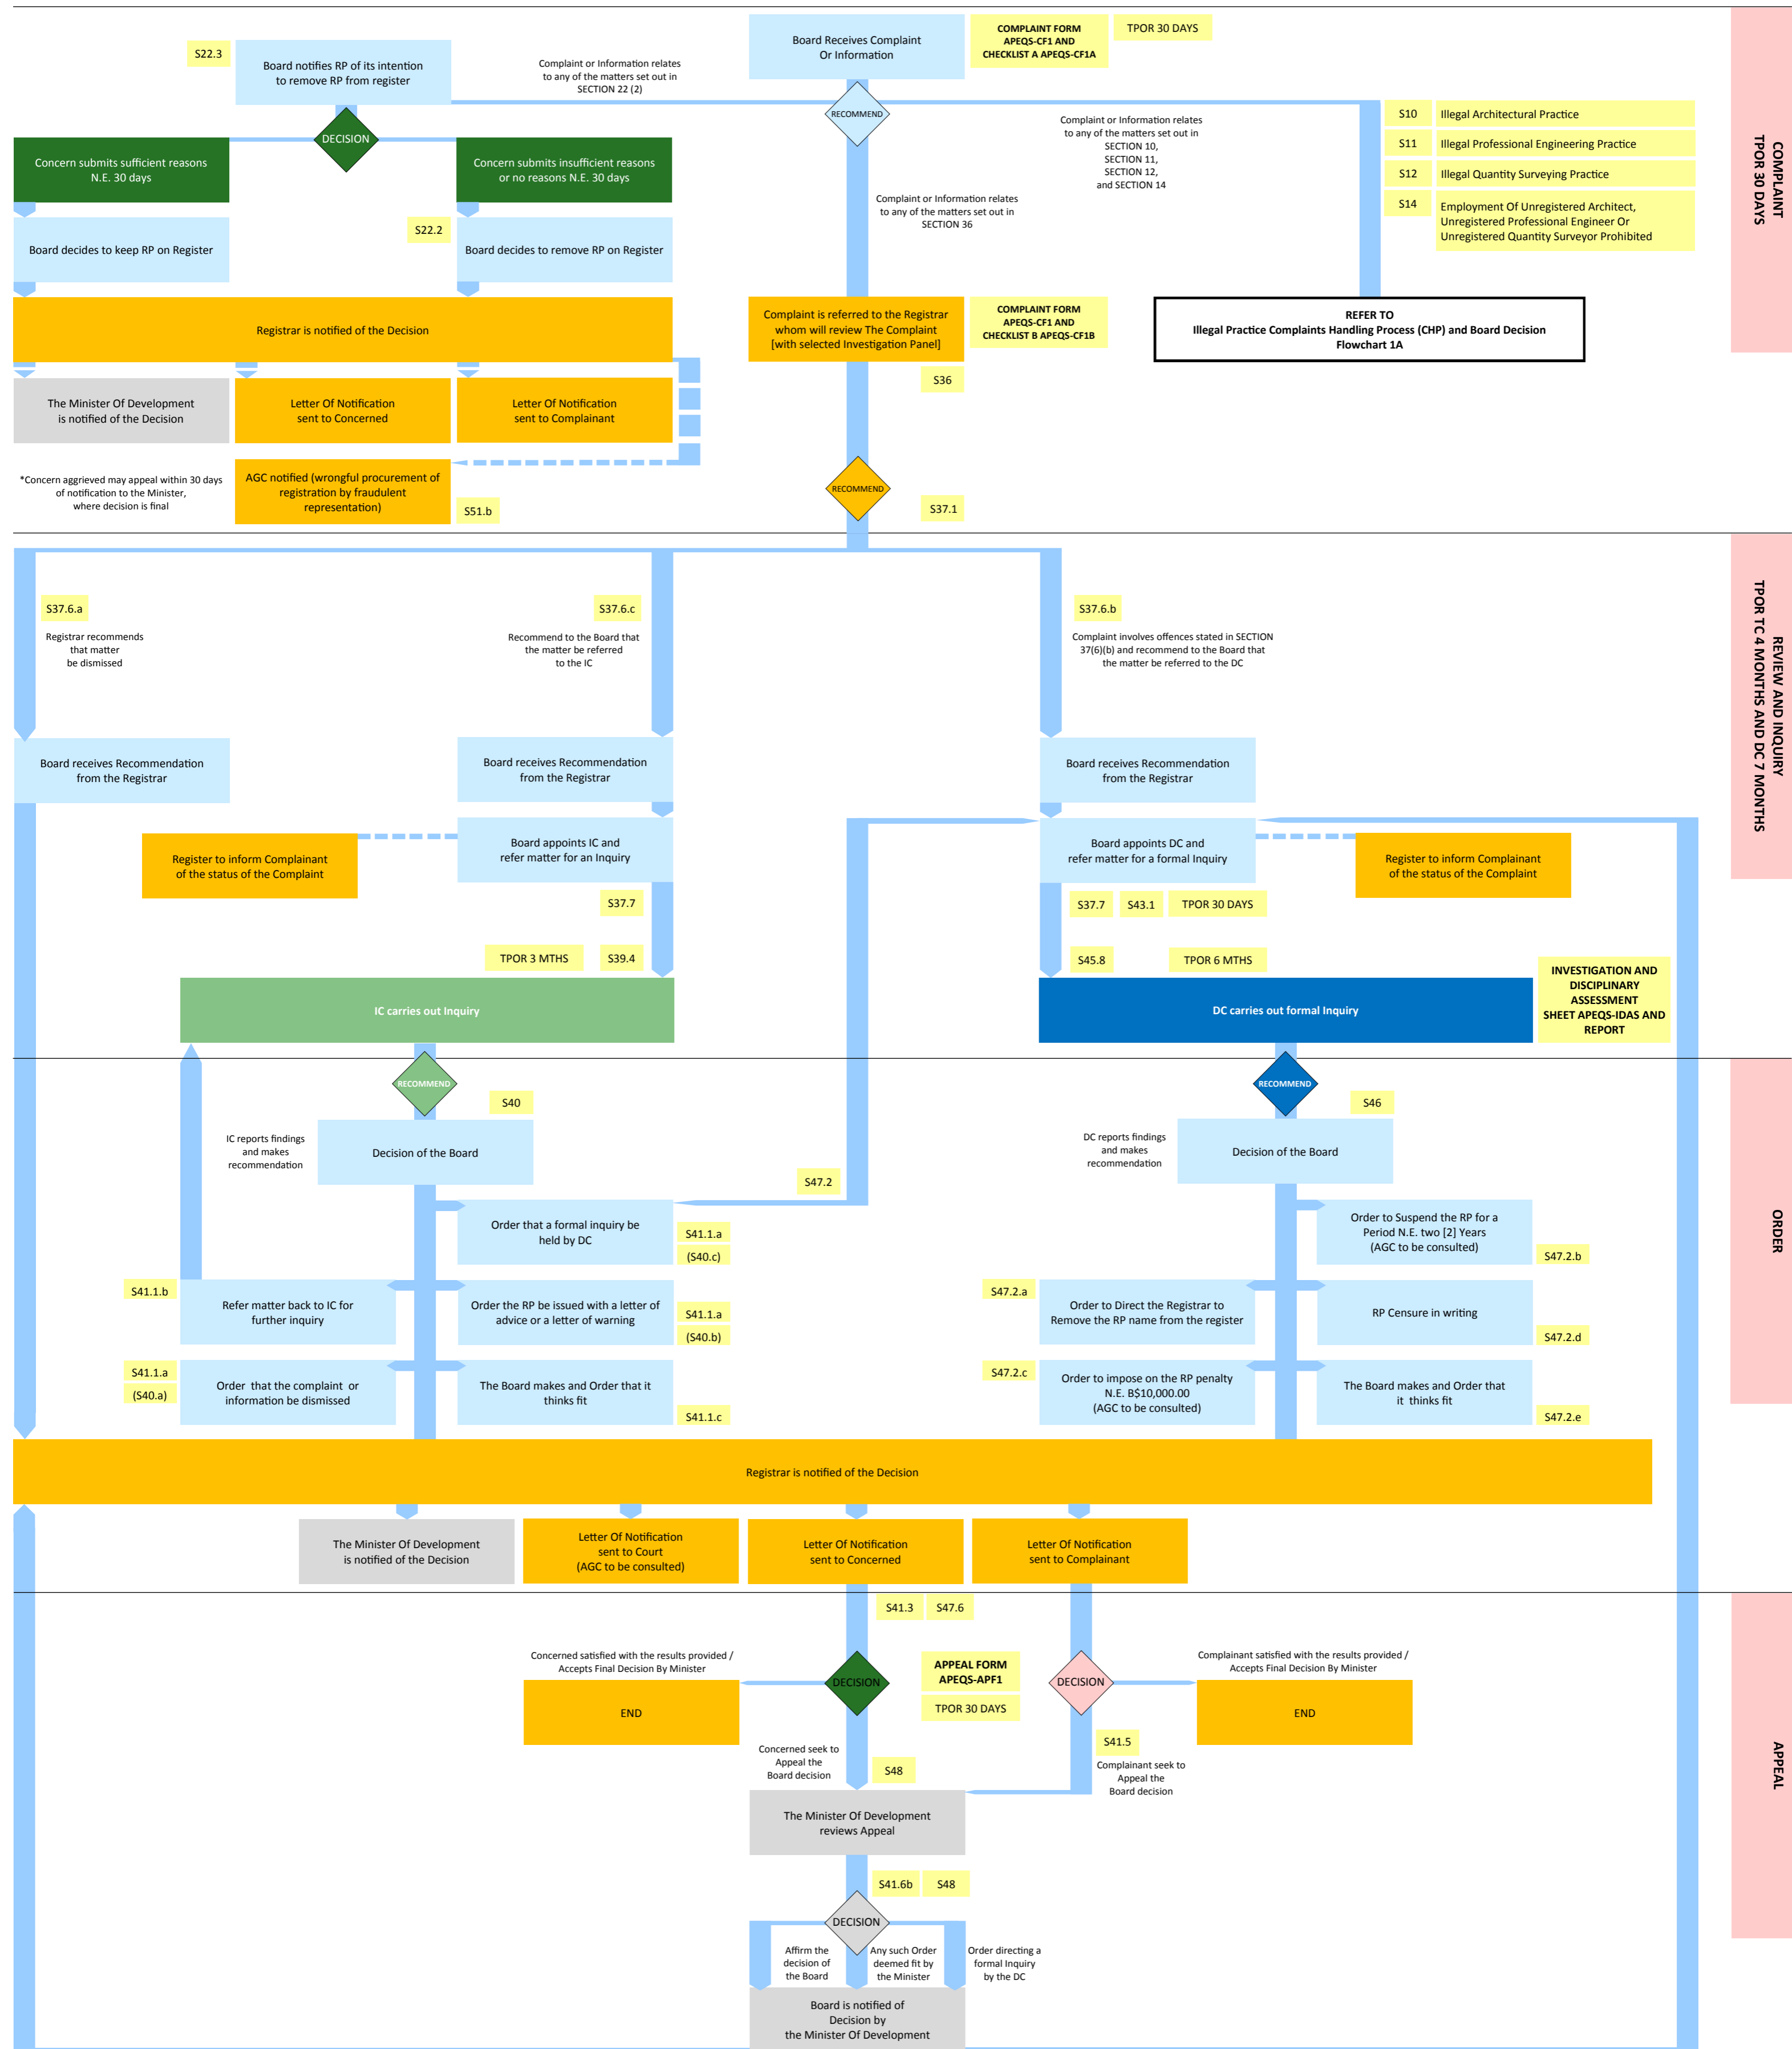 Board Receives Complaint
Or Information
COMPLAINT FORM
APEQS-CF1 AND
CHECKLIST A APEQS-CF1A
TPOR 30 DAYS
S22.3
Board notifies RP of its intention
to remove RP from register
Complaint or Information relates
to any of the matters set out in
SECTION 22 (2)
RECOMMEND
Complaint or Information relates
to any of the matters set out in
SECTION 10,
SECTION 11,
SECTION 12,
and SECTION 14
S10
Illegal Architectural Practice
S11
Illegal Professional Engineering Practice
S12
Illegal Quantity Surveying Practice
S14
Employment Of Unregistered Architect,
Unregistered Professional Engineer Or
Unregistered Quantity Surveyor Prohibited
COMPLAINT
TPOR 30 DAYS
DECISION
Concern submits sufficient reasons
N.E. 30 days
Concern submits insufficient reasons
or no reasons N.E. 30 days
Complaint or Information relates
to any of the matters set out in
SECTION 36
Board decides to keep RP on Register
S22.2
Board decides to remove RP on Register
Registrar is notified of the Decision
Complaint is referred to the Registrar
whom will review The Complaint
[with selected Investigation Panel]
COMPLAINT FORM
APEQS-CF1 AND
CHECKLIST B APEQS-CF1B
REFER TO
Illegal Practice Complaints Handling Process (CHP) and Board Decision
Flowchart 1A
S36
The Minister Of Development
is notified of the Decision
Letter Of Notification
sent to Concerned
Letter Of Notification
sent to Complainant
*Concern aggrieved may appeal within 30 days
of notification to the Minister,
where decision is final
AGC notified (wrongful procurement of
registration by fraudulent
representation)
S51.b
RECOMMEND
S37.1
REVIEW AND INQUIRY
TPOR TC 4 MONTHS AND DC 7 MONTHS
S37.6.a
Registrar recommends
that matter
be dismissed
S37.6.c
Recommend to the Board that
the matter be referred
to the IC
S37.6.b
Complaint involves offences stated in SECTION
37(6)(b) and recommend to the Board that
the matter be referred to the DC
Board receives Recommendation
from the Registrar
Board receives Recommendation
from the Registrar
Board receives Recommendation
from the Registrar
Register to inform Complainant
of the status of the Complaint
Board appoints IC and
refer matter for an Inquiry
Board appoints DC and
refer matter for a formal Inquiry
Register to inform Complainant
of the status of the Complaint
S37.7
S37.7
S43.1
TPOR 30 DAYS
TPOR 3 MTHS
S39.4
S45.8
TPOR 6 MTHS
IC carries out Inquiry
DC carries out formal Inquiry
INVESTIGATION AND
DISCIPLINARY
ASSESSMENT
SHEET APEQS-IDAS AND
REPORT
ORDER
RECOMMEND
S40
IC reports findings
and makes
recommendation
Decision of the Board
RECOMMEND
S46
DC reports findings
and makes
recommendation
Decision of the Board
S47.2
Order that a formal inquiry be
held by DC
S41.1.a
(S40.c)
Order to Suspend the RP for a
Period N.E. two [2] Years
(AGC to be consulted)
S47.2.b
S41.1.b
Refer matter back to IC for
further inquiry
Order the RP be issued with a letter of
advice or a letter of warning
S41.1.a
(S40.b)
S47.2.a
Order to Direct the Registrar to
Remove the RP name from the register
RP Censure in writing
S47.2.d
S41.1.a
(S40.a)
Order  that the complaint  or
information be dismissed
The Board makes and Order that it
thinks fit
S41.1.c
S47.2.c
Order to impose on the RP penalty
N.E. B$10,000.00
(AGC to be consulted)
The Board makes and Order that
it  thinks fit
S47.2.e
Registrar is notified of the Decision
The Minister Of Development
is notified of the Decision
Letter Of Notification
sent to Court
(AGC to be consulted)
Letter Of Notification
sent to Concerned
Letter Of Notification
sent to Complainant
APPEAL
S41.3
S47.6
Concerned satisfied with the results provided /
Accepts Final Decision By Minister
END
DECISION
APPEAL FORM
APEQS-APF1
TPOR 30 DAYS
DECISION
Complainant satisfied with the results provided /
Accepts Final Decision By Minister
END
Concerned seek to
Appeal the
Board decision
S48
S41.5
Complainant seek to
Appeal the
Board decision
The Minister Of Development
reviews Appeal
S41.6b
S48
DECISION
Affirm the
decision of
the Board
Any such Order
deemed fit by
the Minister
Order directing a
formal Inquiry
by the DC
Board is notified of
Decision by
the Minister Of Development